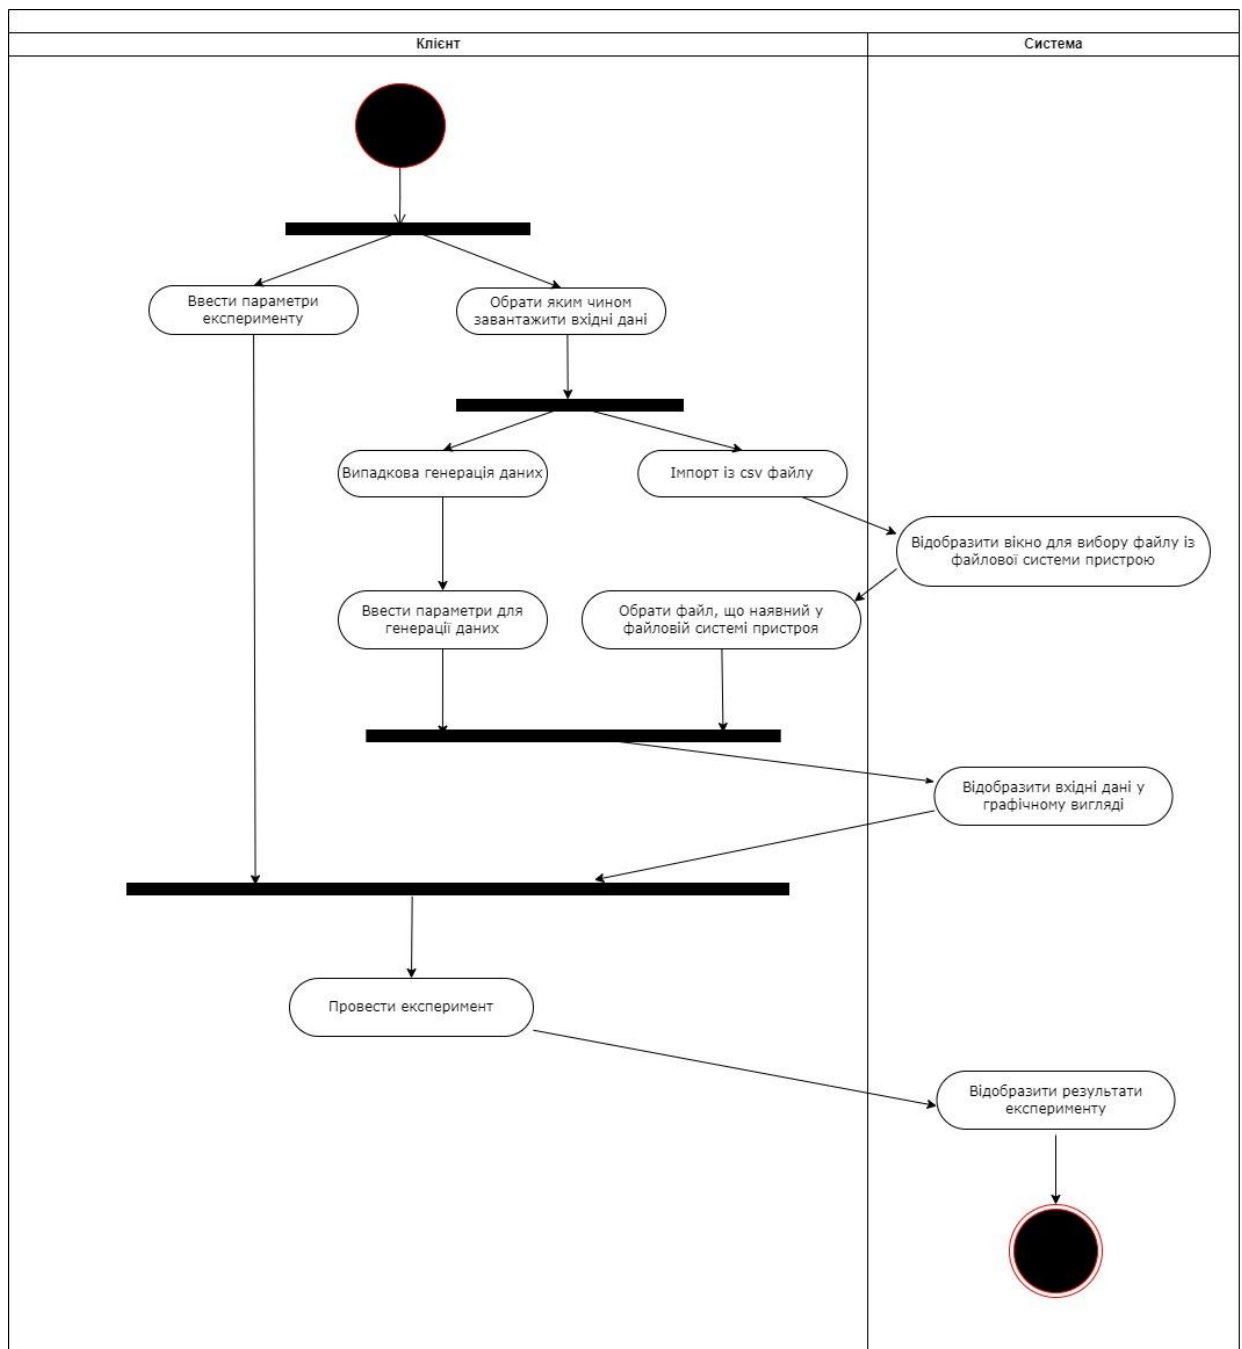 Клієнт
Система
Ввести параметри
експерименту
Обрати яким чином
завантажити вхідні дані
Випадкова генерація даних
Імпорт із csv файлу
Відобразити вікно для вибору файлу із
файлової системи пристрою
Ввести параметри для
генерації даних
Обрати файл, що наявний у
файловій системі пристроя
Відобразити вхідні дані у
графічному вигляді
Провести експеримент
Відобразити результати
експерименту